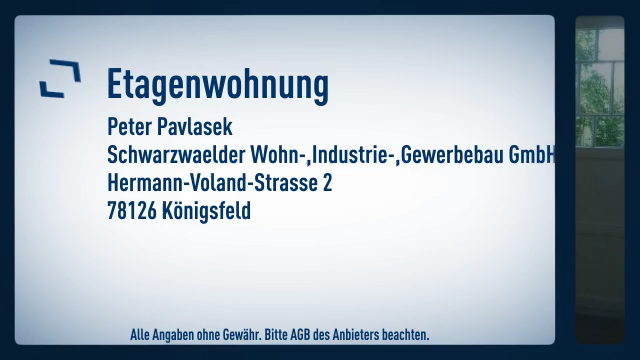 Etagenwohnung
Peter Pavlasek
Schwarzwaelder Wohn-,Industrie-,Gewerbebau GmbH
Hermann-Voland-Strasse 2
78126 Königsfeld
Alle Angaben ohne Gewähr. Bitte AGB des Anbieters beachten.